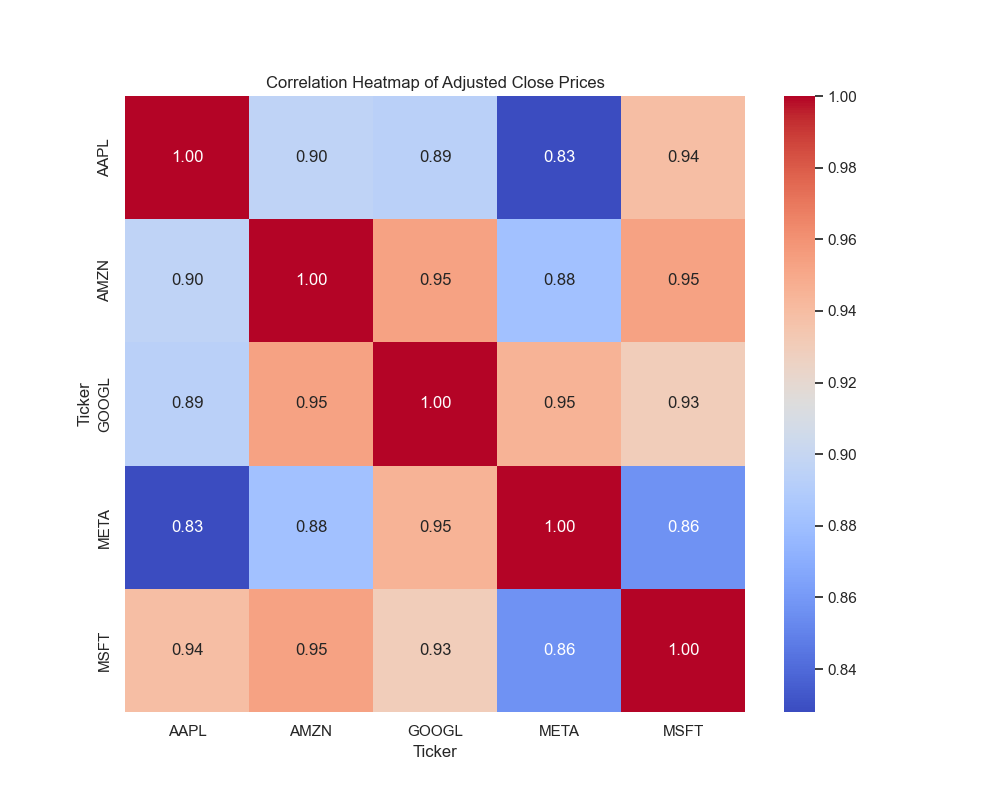 Correlation Heatmap of Adjusted Close Prices
AAPL 1.00 0.90 0.89 0.83 0.94
AMZN 0.90 1.00 0.95 0.88 0.95
GOOGL 0.89 0.95 1.00 0.95 0.93
META 0.83 0.88 0.95 1.00 0.86
MSFT 0.94 0.95 0.93 0.86 1.00
Ticker
AAPL AMZN GOOGL META MSFT
Ticker
1.00
0.98
0.96
0.94
0.92
0.90
0.88
0.86
0.84